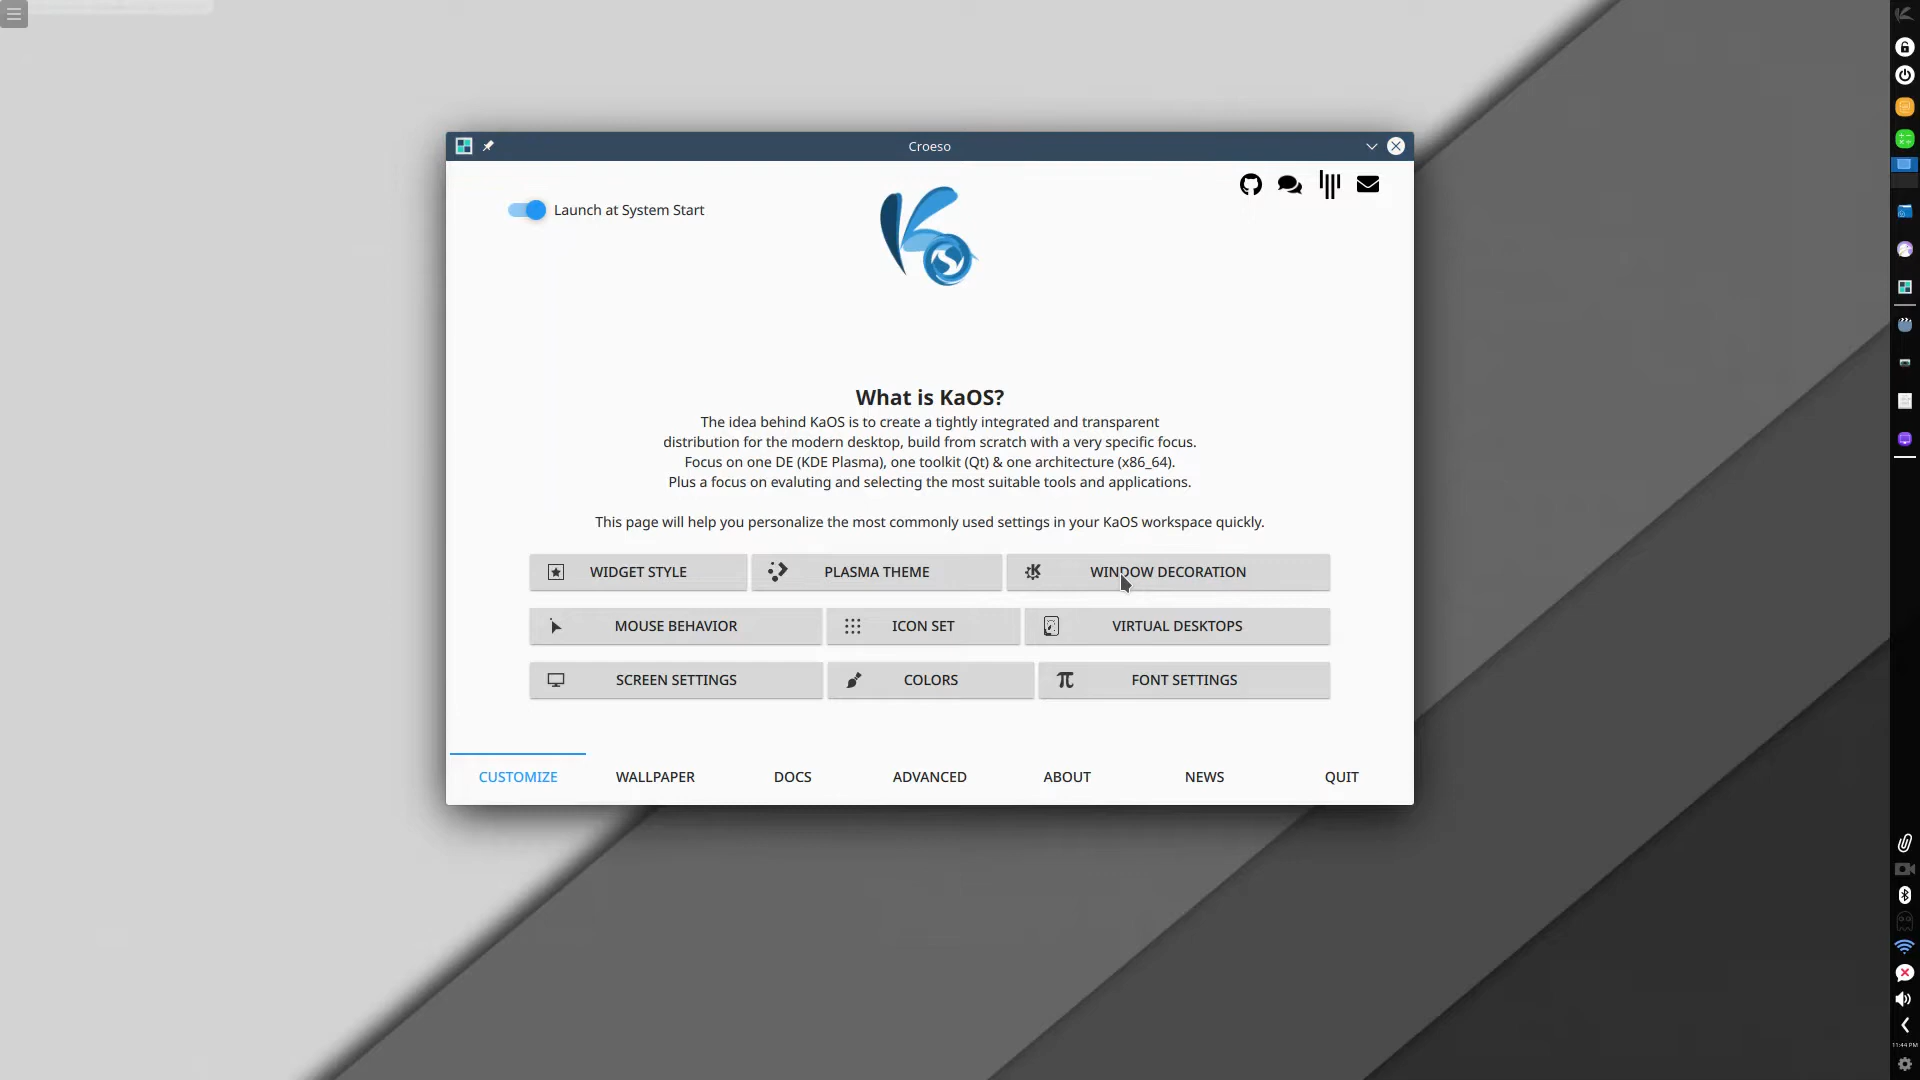 Croeso
Launch at System Start
What is KaOS?
The idea behind KaOS is to create a tightly integrated and transparent
distribution for the modern desktop, build from scratch with a very specific focus.
Focus on one DE (KDE Plasma), one toolkit (Qt) & one architecture (x86_64).
Plus a focus on evaluting and selecting the most suitable tools and applications.
This page will help you personalize the most commonly used settings in your KaOS workspace quickly.
WIDGET STYLE
PLASMA THEME
WINDOW DECORATION
MOUSE BEHAVIOR
ICON SET
VIRTUAL DESKTOPS
SCREEN SETTINGS
COLORS
FONT SETTINGS
CUSTOMIZE
WALLPAPER
DOCS
ADVANCED
ABOUT
NEWS
QUIT
11:44 PM